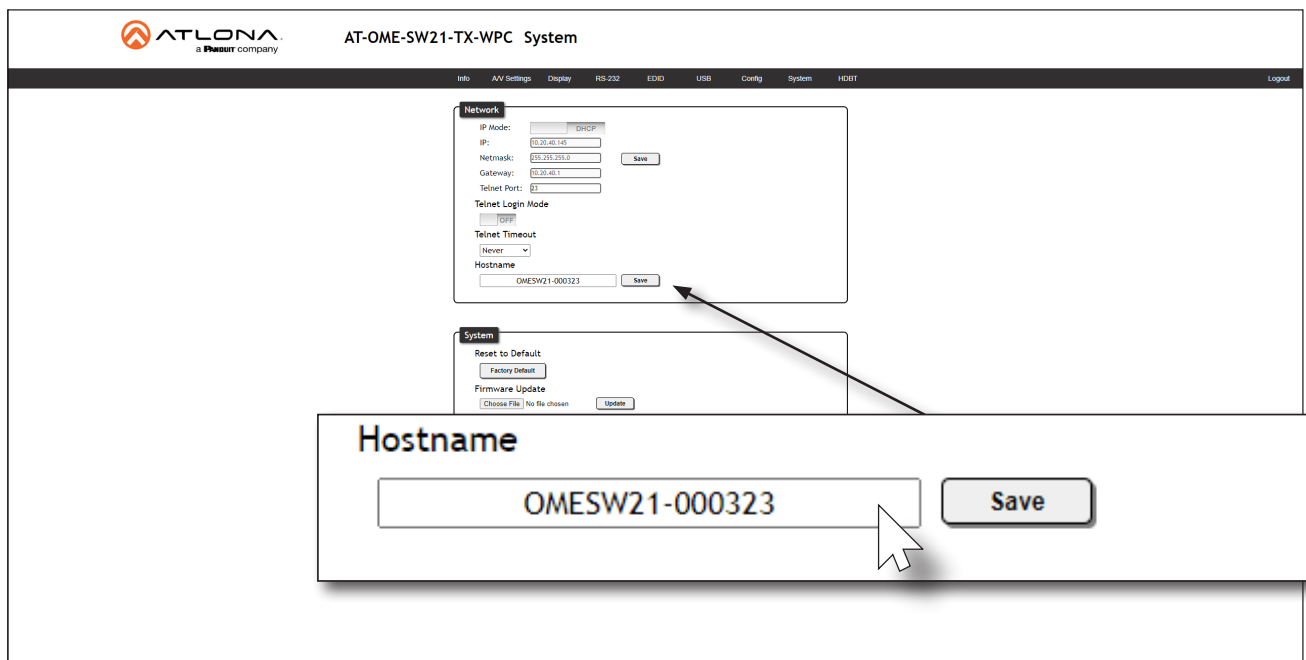 ATLONA.
a PANDUIT company
AT-OME-SW21-TX-WPC System
Info A/V Settings Display RS-232 EDID USB Config System HDBT Logout
Network
IP Mode: DHCP
IP: 10.20.40.145
Netmask: 255.255.255.0 Save
Gateway: 10.20.40.1
Telnet Port: 23
Telnet Login Mode
OFF
Telnet Timeout
Never
Hostname
OMESW21-000323 Save
System
Reset to Default
Factory Default
Firmware Update
Choose File No file chosen Update
Hostname
OMESW21-000323 Save